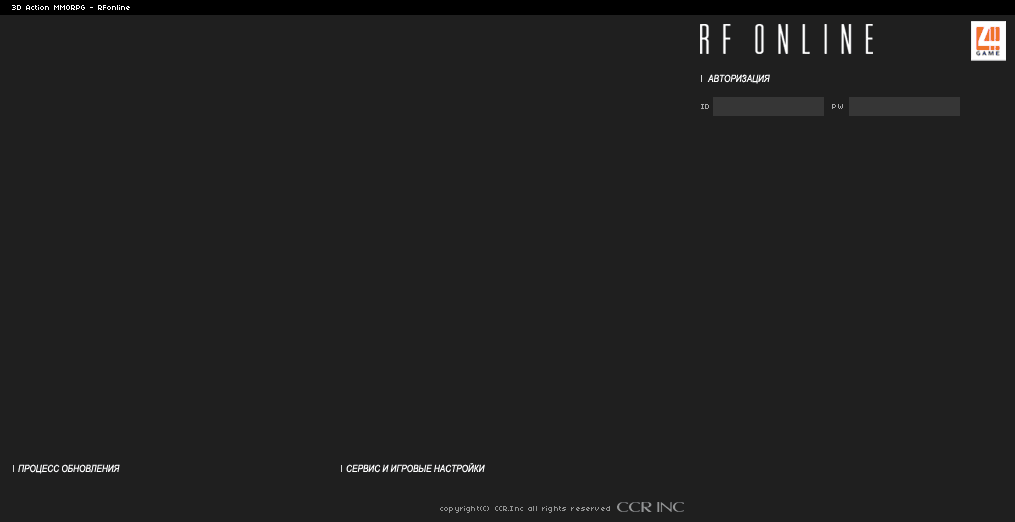 3D Action MMORPG - RFonline
RF ONLINE
4!!
GAME
АВТОРИЗАЦИЯ
ID
PW
ПРОЦЕСС ОБНОВЛЕНИЯ
СЕРВИС И ИГРОВЫЕ НАСТРОЙКИ
copyright(C) CCR.Inc all rights reserved CCR INC